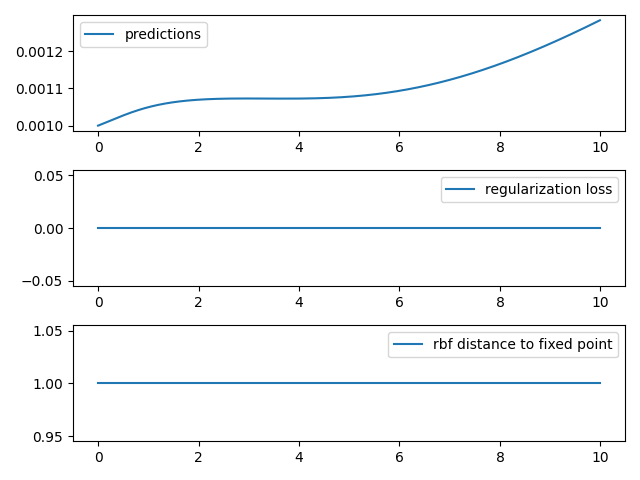 predictions
0.0012
0.0011
0.0010
0 2 4 6 8 10
regularization loss
0.05
0.00
−0.05
0 2 4 6 8 10
rbf distance to fixed point
1.05
1.00
0.95
0 2 4 6 8 10